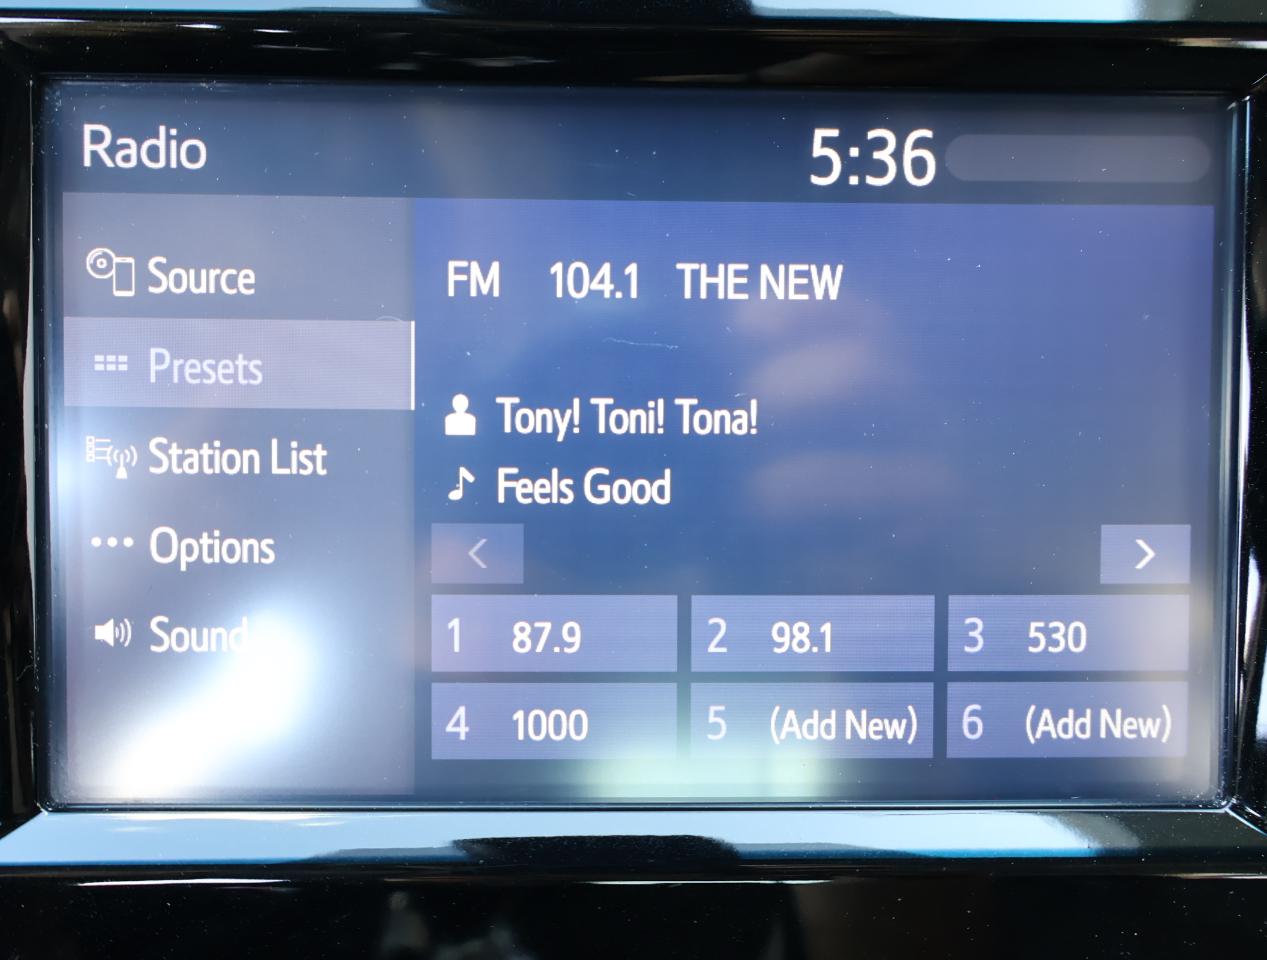 Radio
5:36
Source
Presets
Station List
Options
Sound
FM 104.1 THE NEW
Tony! Toni! Tona!
Feels Good
<
>
1 87.9
2 98.1
3 530
4 1000
5 (Add New)
6 (Add New)